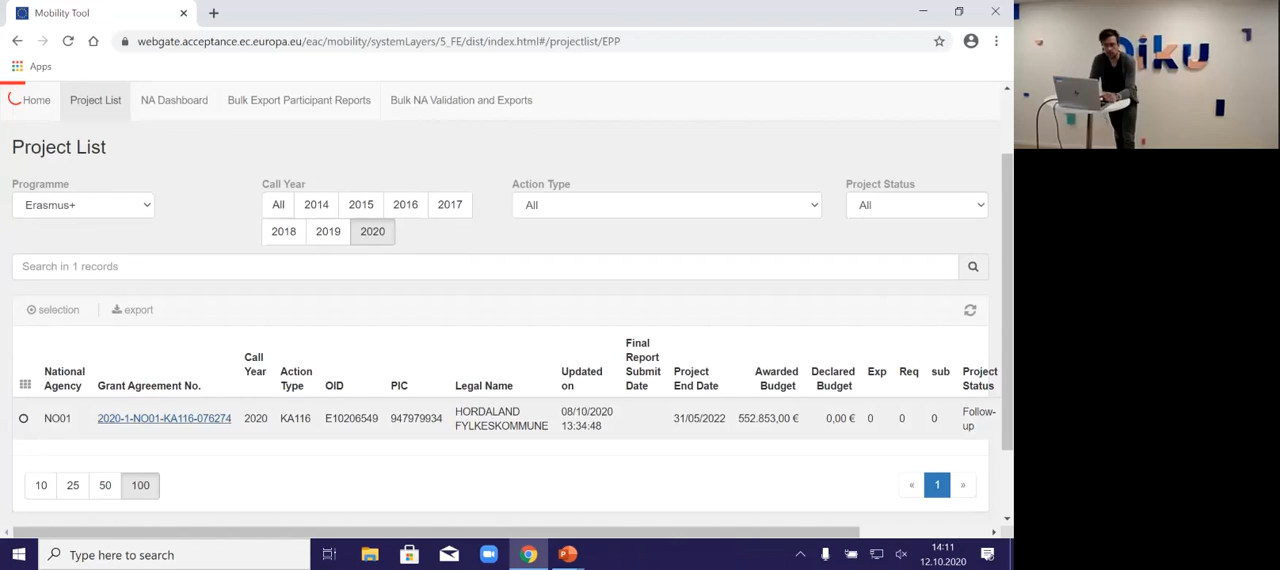 Mobility Tool
webgate.acceptance.ec.europa.eu/eac/mobility/systemLayers/5_FE/dist/index.html#/projectlist/EPP
Apps
Home Project List NA Dashboard Bulk Export Participant Reports Bulk NA Validation and Exports
Project List
Programme Call Year Action Type Project Status
Erasmus+ All 2014 2015 2016 2017 All All
2018 2019 2020
Search in 1 records
selection export
National Agency Grant Agreement No. Call Year Action Type OID PIC Legal Name Updated on Final Report Submit Date Project End Date Awarded Budget Declared Budget Exp Req sub Project Status
NO01 2020-1-NO01-KA116-076274 2020 KA116 E10206549 947979934 HORDALAND FYLKESKOMMUNE 08/10/2020 13:34:48 31/05/2022 552.853,00 € 0,00 € 0 0 0 Follow-up
10 25 50 100 « 1 »
Type here to search
14:11
12.10.2020